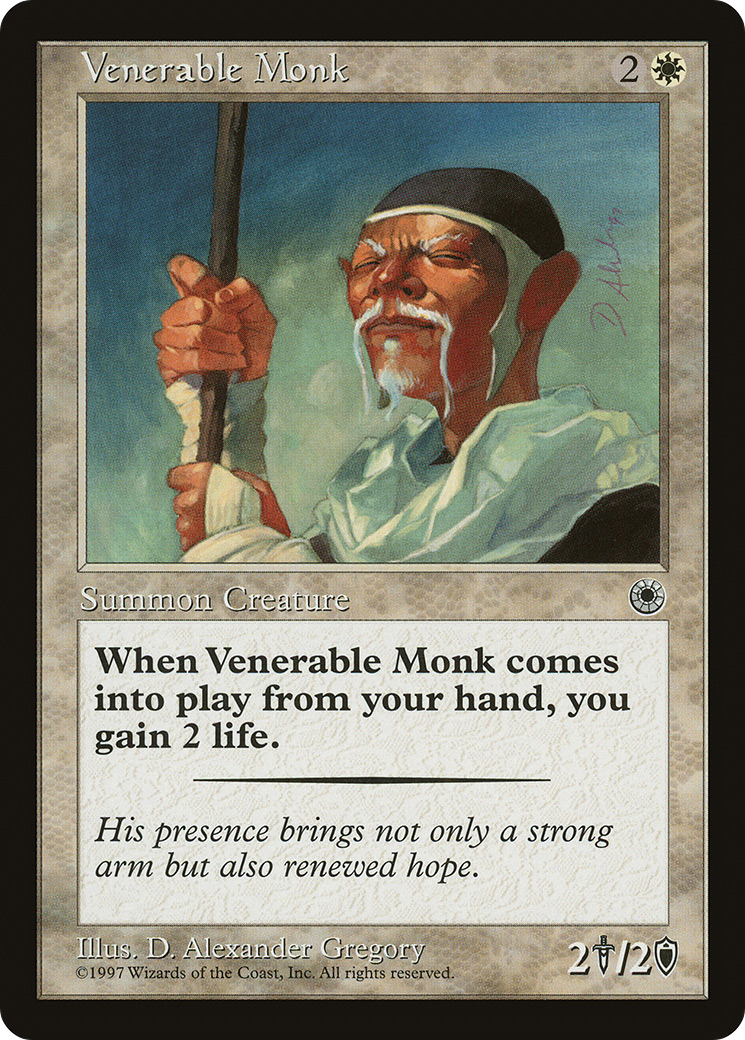 Venerable Monk 2
Summon Creature
When Venerable Monk comes
into play from your hand, you
gain 2 life.
His presence brings not only a strong
arm but also renewed hope.
Illus. D. Alexander Gregory
©1997 Wizards of the Coast, Inc. All rights reserved.
2/2